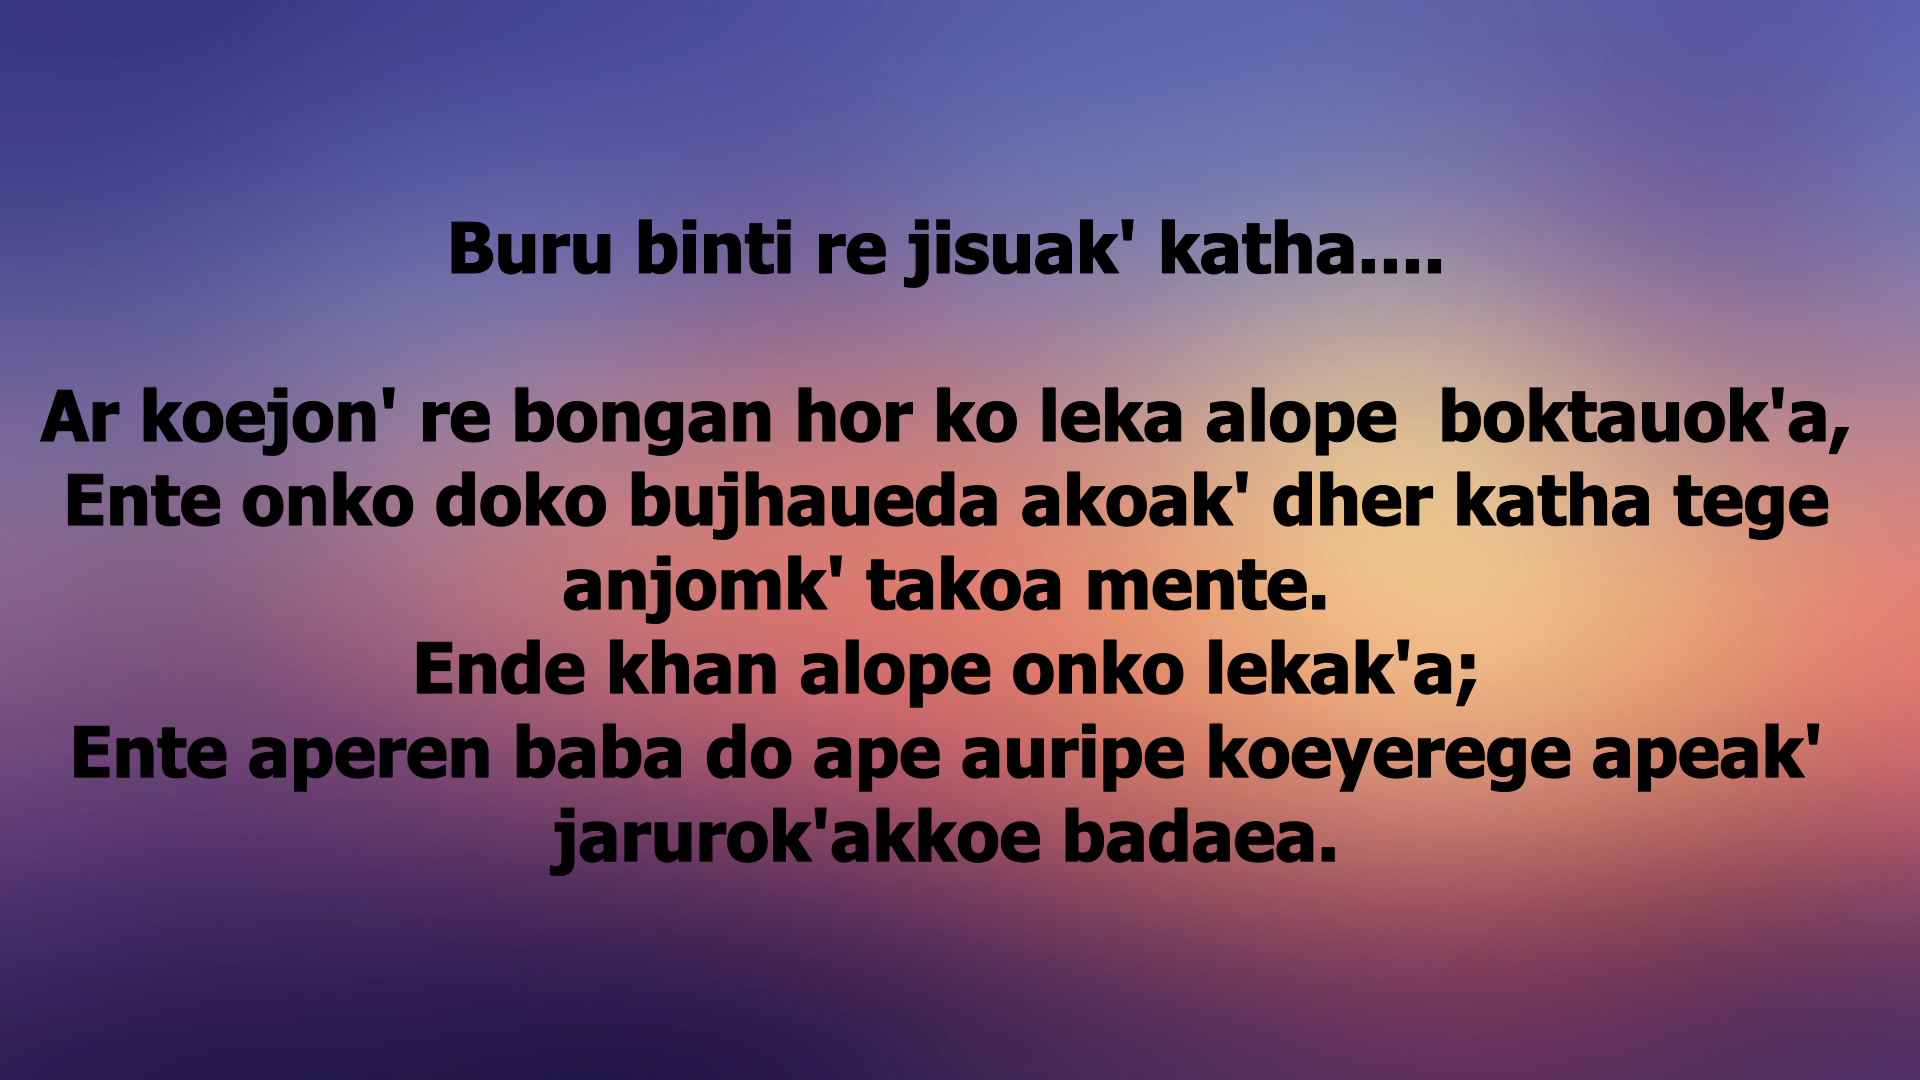 Buru binti re jisuak' katha....
Ar koejon' re bongan hor ko leka alope  boktauok'a,
Ente onko doko bujhaueda akoak' dher katha tege
anjomk' takoa mente.
Ende khan alope onko lekak'a;
Ente aperen baba do ape auripe koeyerege apeak'
jarurok'akkoe badaea.